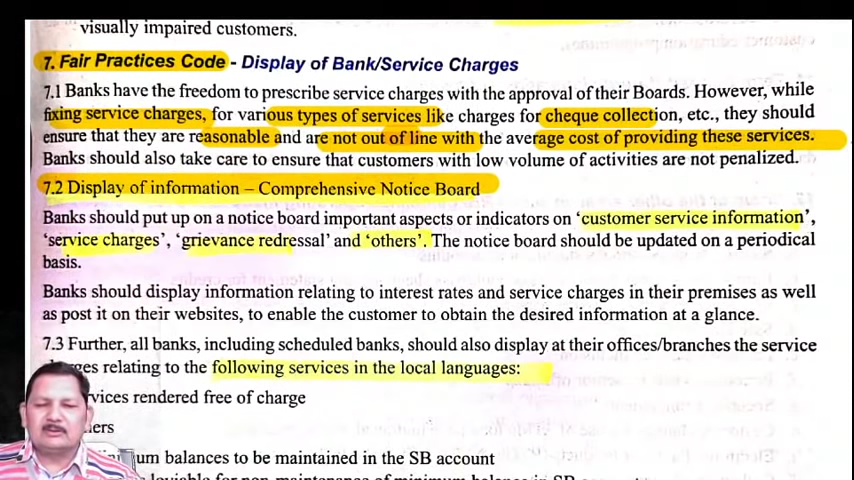 visually impaired customers.
7. Fair Practices Code - Display of Bank/Service Charges
7.1 Banks have the freedom to prescribe service charges with the approval of their Boards. However, while
fixing service charges, for various types of services like charges for cheque collection, etc., they should
ensure that they are reasonable and are not out of line with the average cost of providing these services.
Banks should also take care to ensure that customers with low volume of activities are not penalized.
7.2 Display of information – Comprehensive Notice Board
Banks should put up on a notice board important aspects or indicators on ‘customer service information’,
‘service charges’, ‘grievance redressal’ and ‘others’. The notice board should be updated on a periodical
basis.
Banks should display information relating to interest rates and service charges in their premises as well
as post it on their websites, to enable the customer to obtain the desired information at a glance.
7.3 Further, all banks, including scheduled banks, should also display at their offices/branches the service
relating to the following services in the local languages:
rendered free of charge
balances to be maintained in the SB account
for non-maintenance of minimum balance in SB